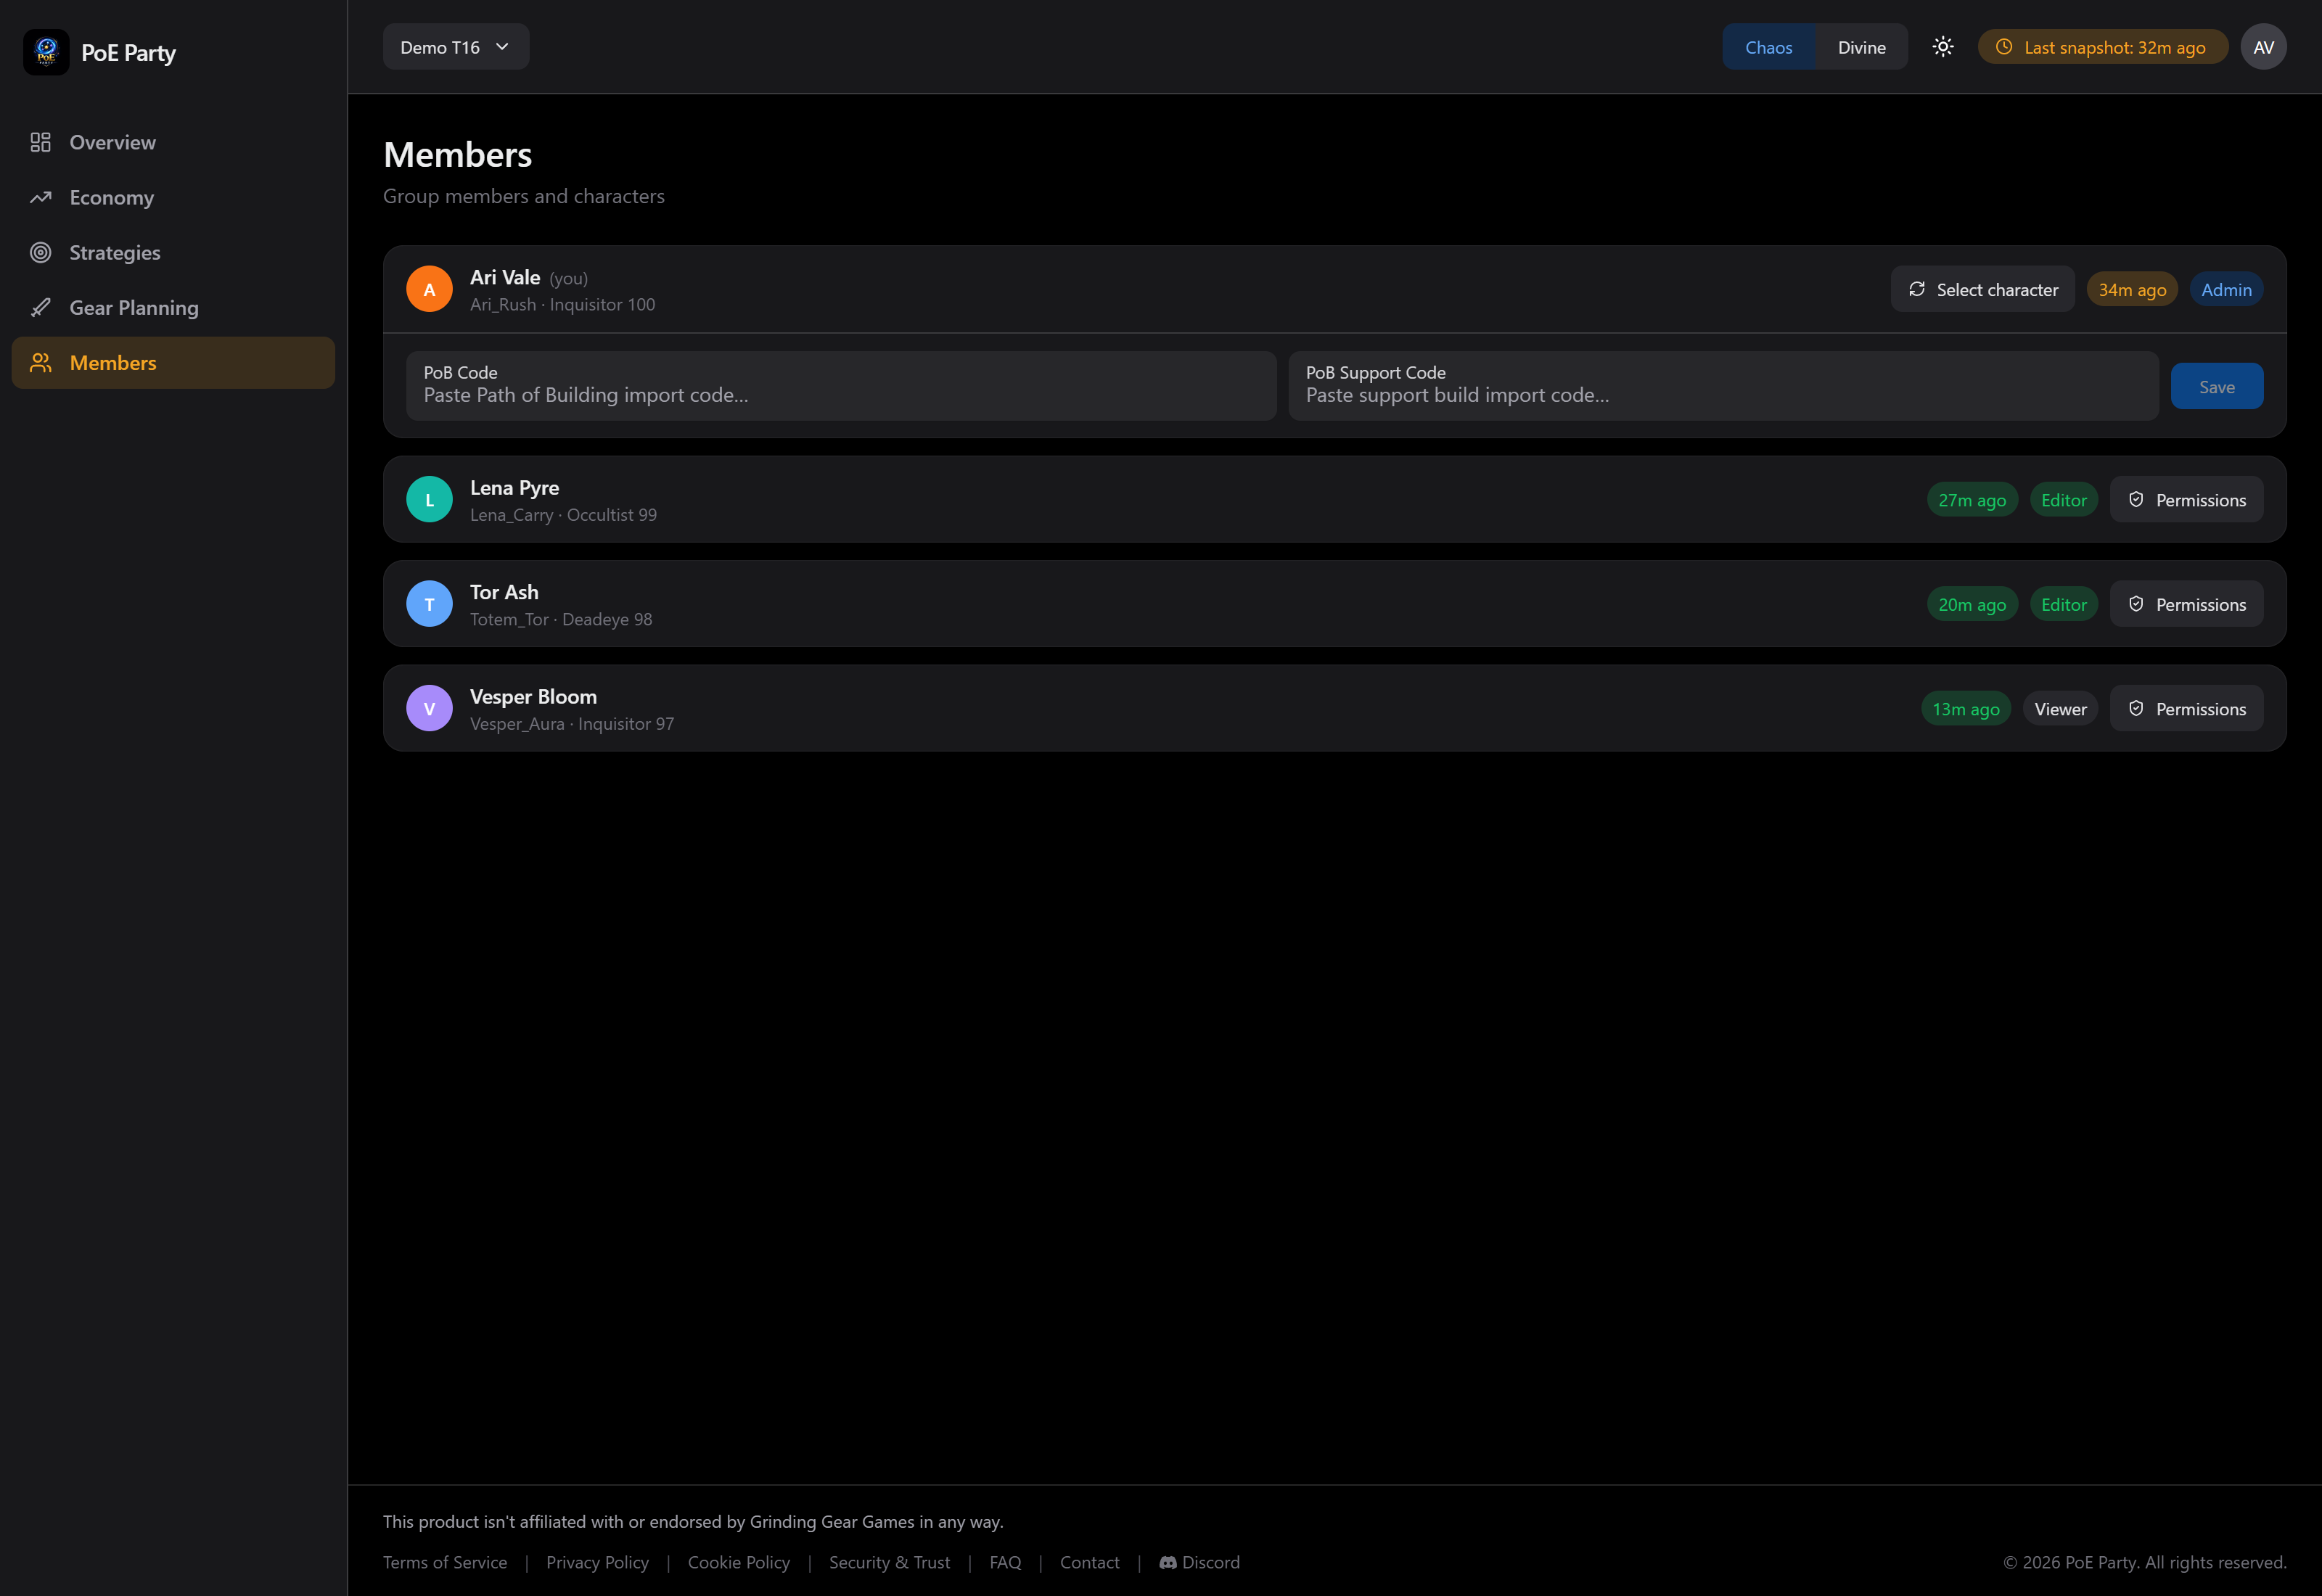 PoE Party
Demo T16
Chaos
Divine
Last snapshot: 32m ago
AV
Overview
Economy
Strategies
Gear Planning
Members
Members
Group members and characters
A
Ari Vale (you)
Ari_Rush · Inquisitor 100
Select character
34m ago
Admin
PoB Code
Paste Path of Building import code...
PoB Support Code
Paste support build import code...
Save
L
Lena Pyre
Lena_Carry · Occultist 99
27m ago
Editor
Permissions
T
Tor Ash
Totem_Tor · Deadeye 98
20m ago
Editor
Permissions
V
Vesper Bloom
Vesper_Aura · Inquisitor 97
13m ago
Viewer
Permissions
This product isn't affiliated with or endorsed by Grinding Gear Games in any way.
Terms of Service | Privacy Policy | Cookie Policy | Security & Trust | FAQ | Contact | Discord
© 2026 PoE Party. All rights reserved.